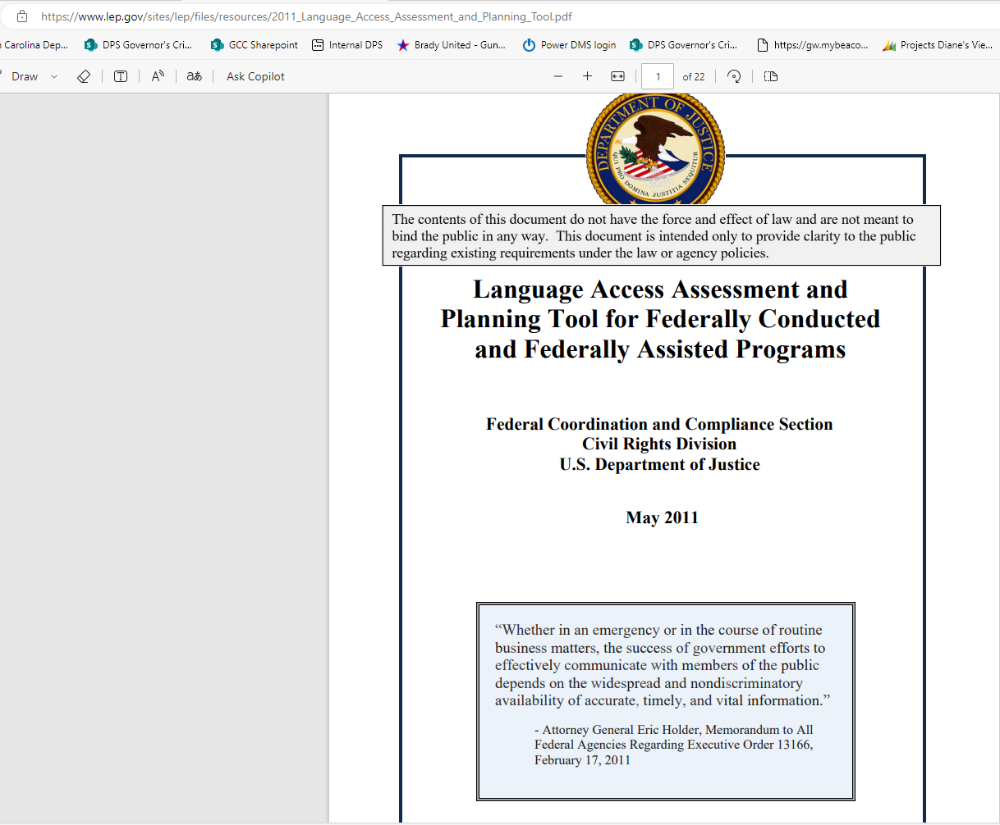 https://www.lep.gov/sites/lep/files/resources/2011_Language_Access_Assessment_and_Planning_Tool.pdf
Carolina Dep... DPS Governor's Cri... GCC Sharepoint Internal DPS Brady United - Gun... Power DMS login DPS Governor's Cri... https://gw.mybeaco... Projects Diane's Vie...
Draw Ask Copilot 1 of 22
DEPARTMENT OF JUSTICE
QUI PRO DOMINA JUSTITIA SEQUITUR
The contents of this document do not have the force and effect of law and are not meant to
bind the public in any way. This document is intended only to provide clarity to the public
regarding existing requirements under the law or agency policies.
Language Access Assessment and
Planning Tool for Federally Conducted
and Federally Assisted Programs
Federal Coordination and Compliance Section
Civil Rights Division
U.S. Department of Justice
May 2011
“Whether in an emergency or in the course of routine
business matters, the success of government efforts to
effectively communicate with members of the public
depends on the widespread and nondiscriminatory
availability of accurate, timely, and vital information.”
- Attorney General Eric Holder, Memorandum to All
Federal Agencies Regarding Executive Order 13166,
February 17, 2011